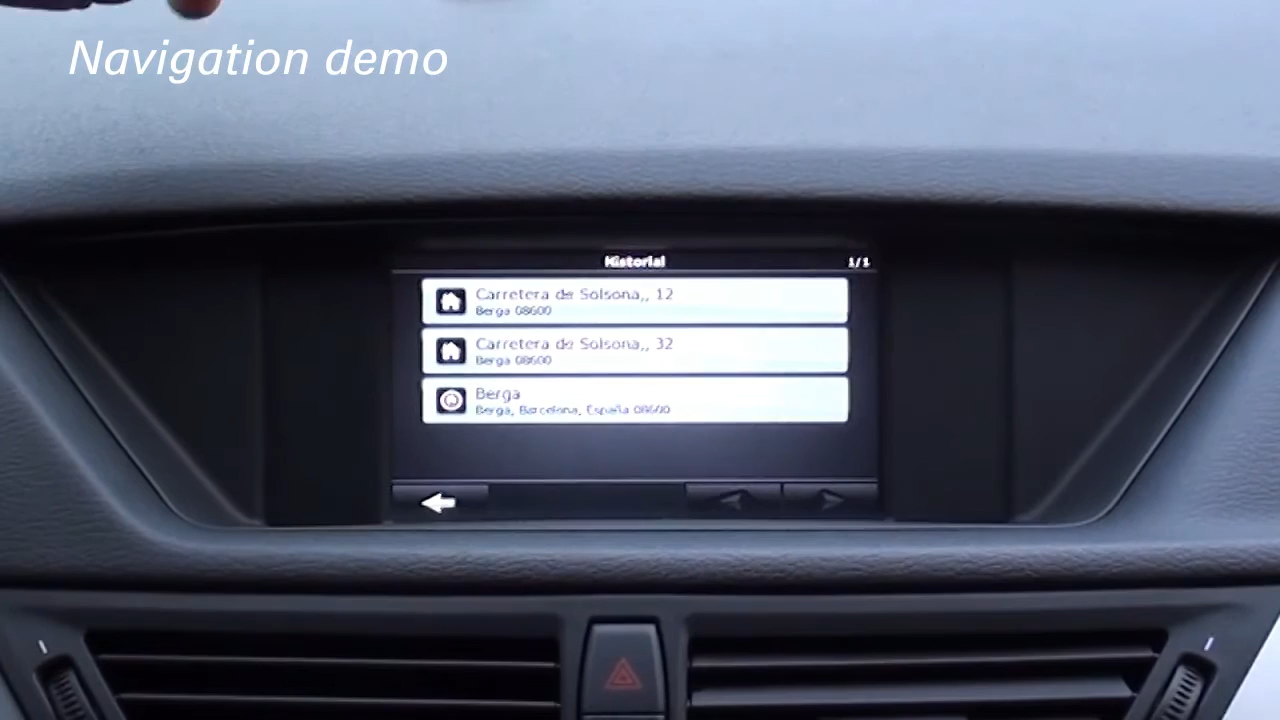 Navigation demo
Historial
1/1
Carretera de Solsona,, 12
Berga 08600
Carretera de Solsona,, 32
Berga 08600
Berga
Berga, Barcelona, España 08600